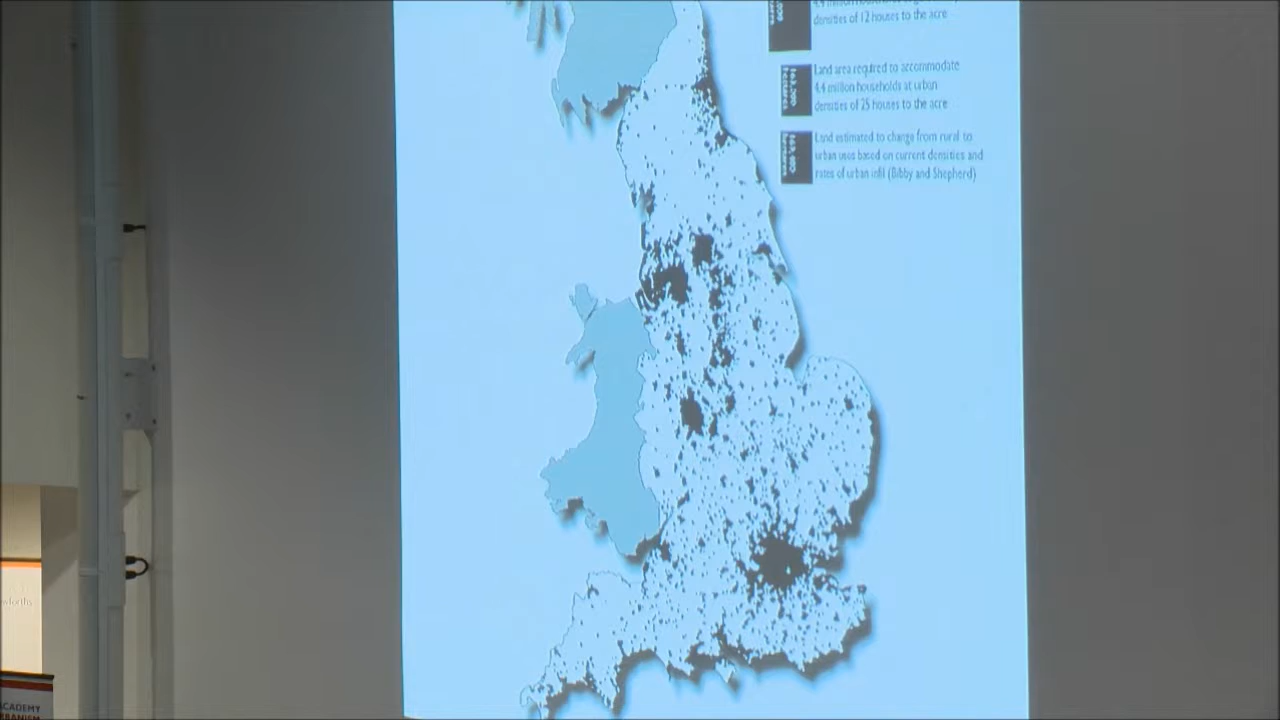 densities of 12 houses to the acre
Land area required to accommodate
4.4 million households at urban
densities of 25 houses to the acre
Land estimated to change from rural to
urban uses based on current densities and
rates of urban infil (Bibby and Shepherd)
ACADEMY
URBANISM